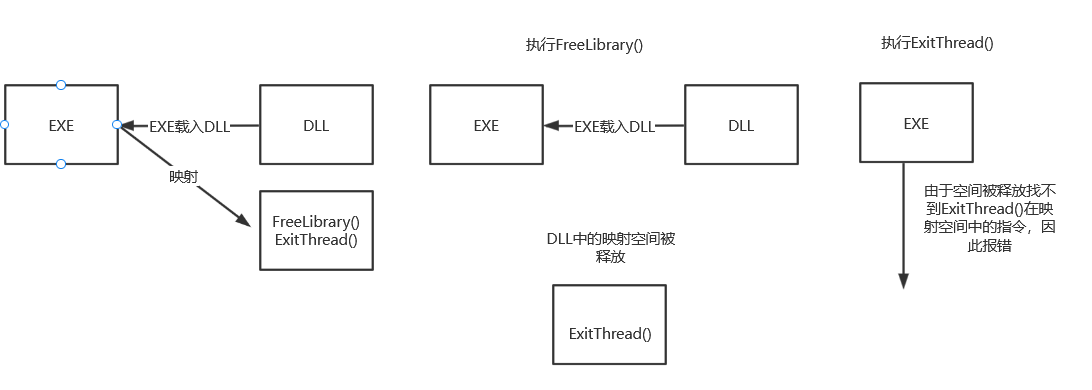 执行FreeLibrary()
执行ExitThread()
EXE
EXE载入DLL
DLL
映射
FreeLibrary()
ExitThread()
EXE
EXE载入DLL
DLL
DLL中的映射空间被
释放
ExitThread()
EXE
由于空间被释放找不
到ExitThread()在映
射空间中的指令，因
此报错